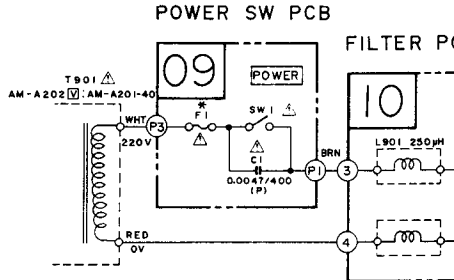 POWER SW PCB
FILTER PC
09
POWER
10
T901 ⚠
AM-A202 V : AM-A201-40
*
F1
⚠
SW1 ⚠
WHT
P3
220V
⚠
C1
0.0047/400
(P)
P1
BRN
3
L901 250μH
RED
0V
4